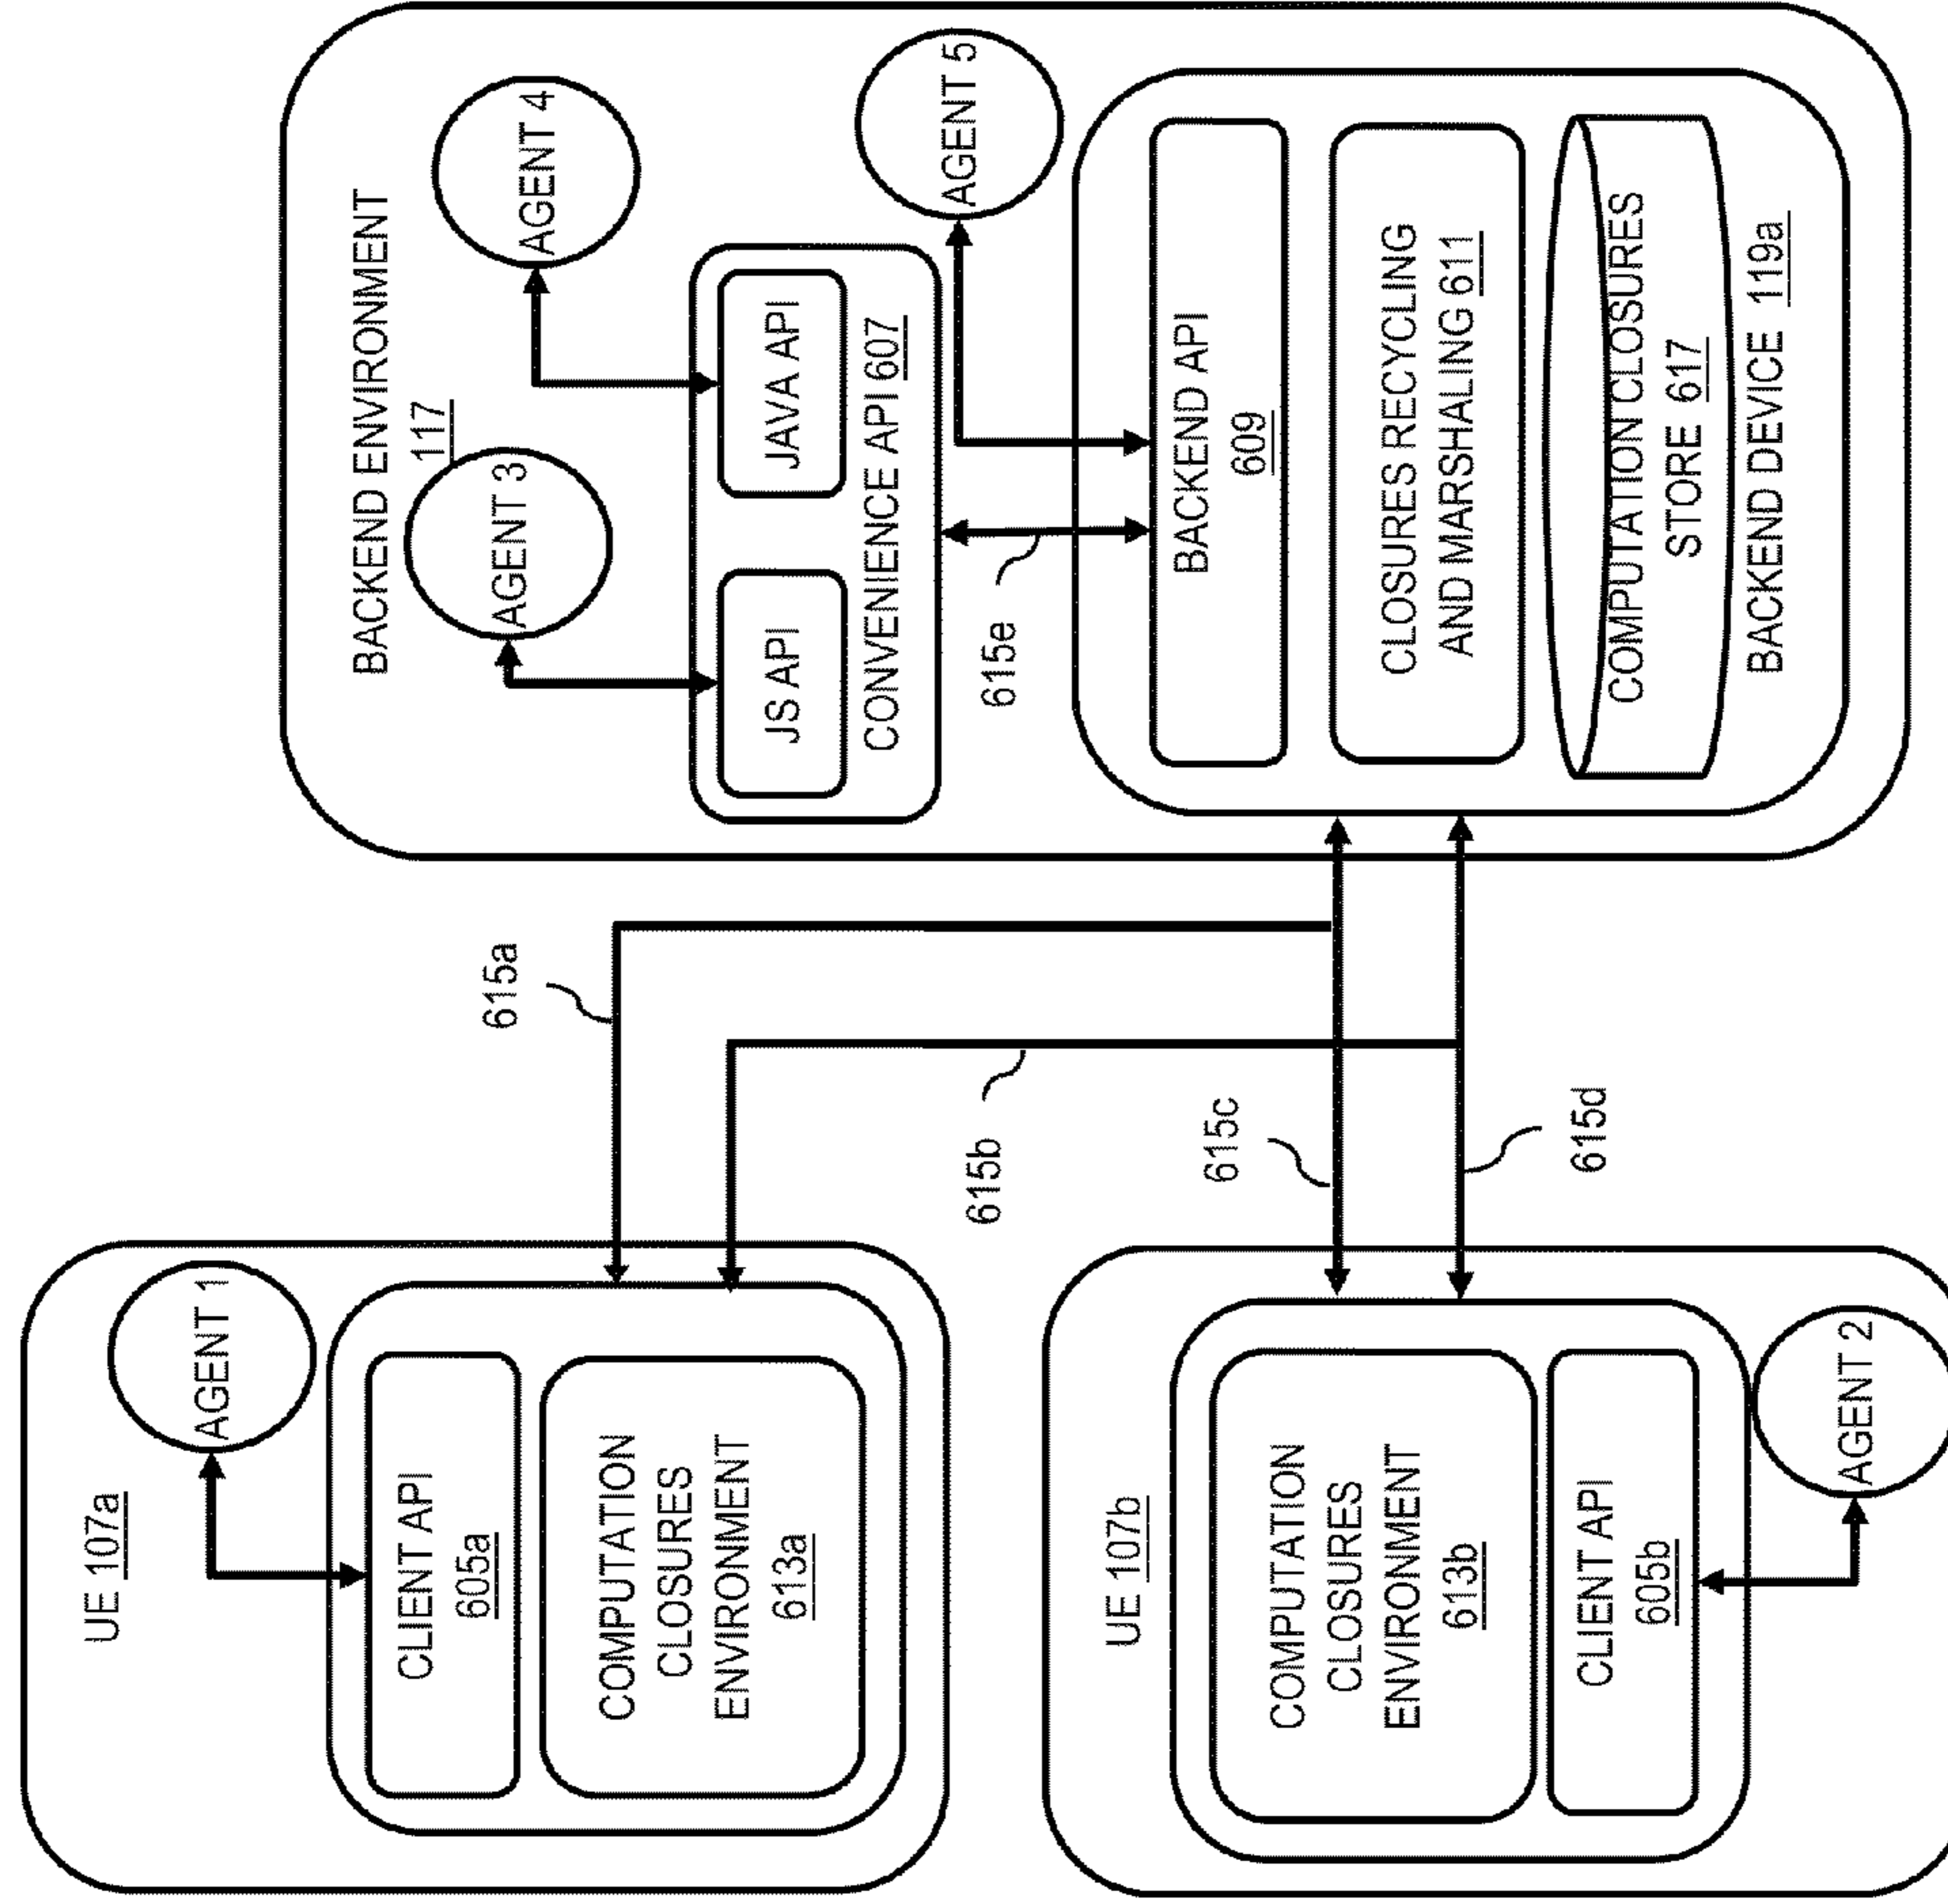 UE 107a
AGENT 1
CLIENT API
605a
COMPUTATION
CLOSURES
ENVIRONMENT
613a
UE 107b
COMPUTATION
CLOSURES
ENVIRONMENT
613b
CLIENT API
605b
AGENT 2
615a
615b
615c
615d
BACKEND ENVIRONMENT
117
AGENT 3
AGENT 4
JS API
JAVA API
CONVENIENCE API 607
AGENT 5
615e
BACKEND API
609
CLOSURES RECYCLING
AND MARSHALING 611
COMPUTATION CLOSURES
STORE 617
BACKEND DEVICE 119a